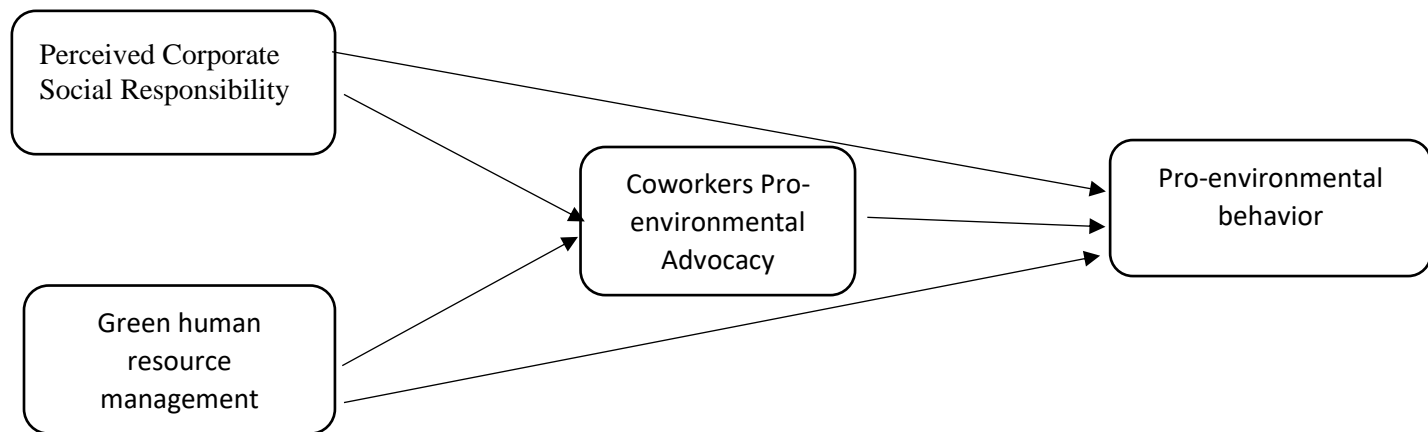 Perceived Corporate
Social Responsibility
Coworkers Pro-
environmental
Advocacy
Pro-environmental
behavior
Green human
resource
management